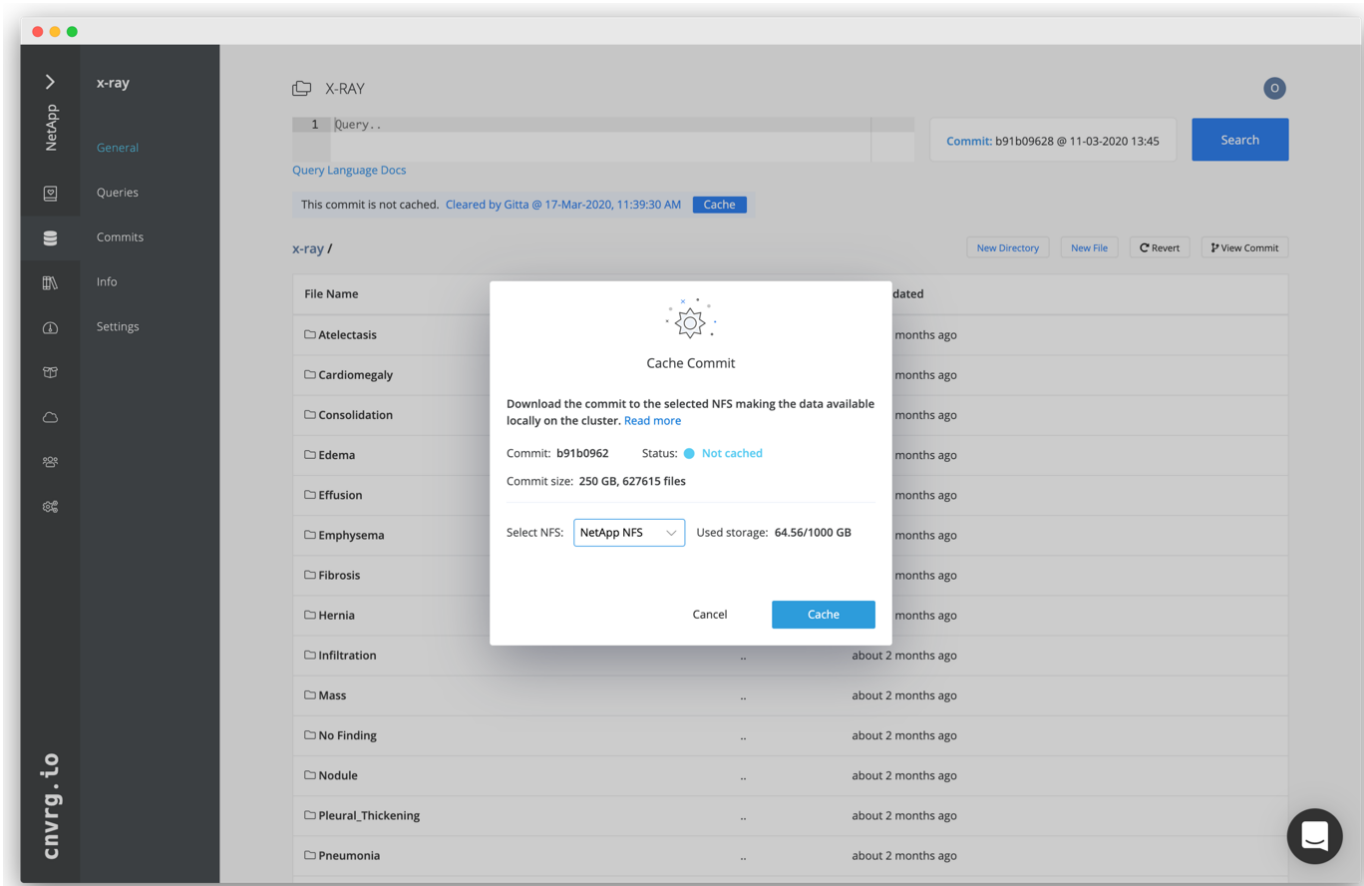 NetApp
cnvrg.io
x-ray
General
Queries
Commits
Info
Settings
X-RAY
O
1 Query..
Commit: b91b09628 @ 11-03-2020 13:45
Search
Query Language Docs
This commit is not cached. Cleared by Gitta @ 17-Mar-2020, 11:39:30 AM Cache
x-ray /
New Directory New File Revert View Commit
File Name dated
Atelectasis months ago
Cardiomegaly months ago
Consolidation months ago
Edema months ago
Effusion months ago
Emphysema months ago
Fibrosis months ago
Hernia months ago
Infiltration .. about 2 months ago
Mass .. about 2 months ago
No Finding .. about 2 months ago
Nodule .. about 2 months ago
Pleural_Thickening .. about 2 months ago
Pneumonia .. about 2 months ago
Cache Commit
Download the commit to the selected NFS making the data available
locally on the cluster. Read more
Commit: b91b0962 Status: Not cached
Commit size: 250 GB, 627615 files
Select NFS: NetApp NFS Used storage: 64.56/1000 GB
Cancel Cache